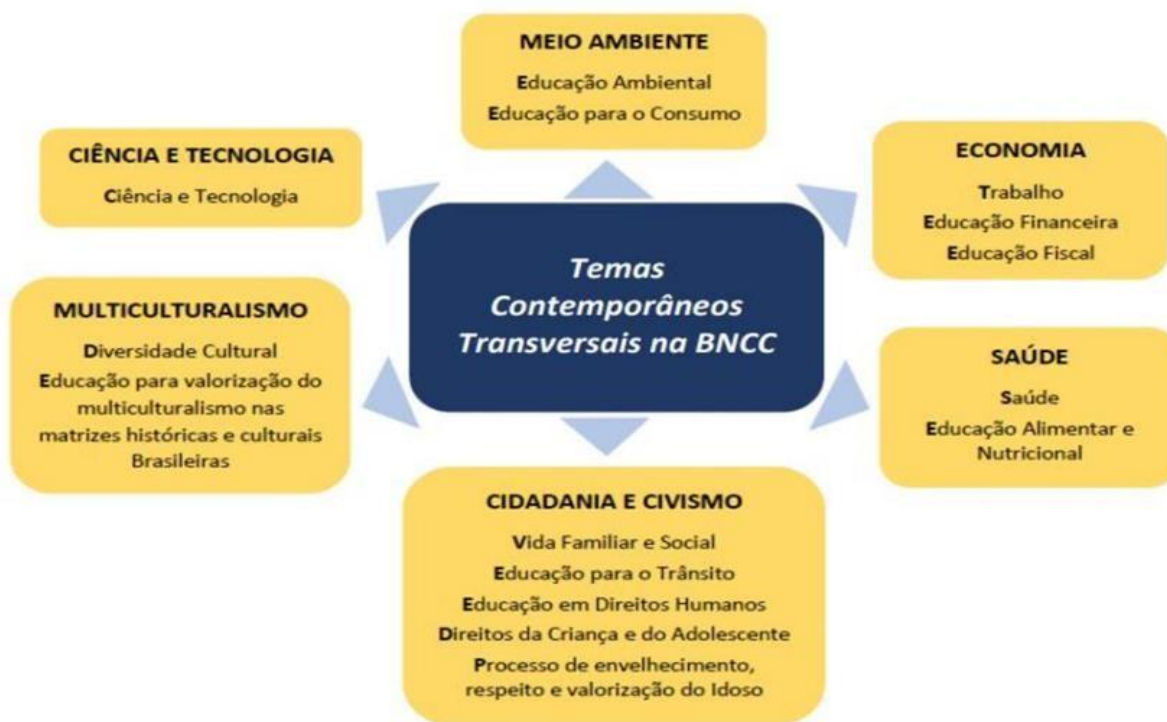 MEIO AMBIENTE
Educação Ambiental
Educação para o Consumo
CIÊNCIA E TECNOLOGIA
Ciência e Tecnologia
ECONOMIA
Trabalho
Educação Financeira
Educação Fiscal
Temas
Contemporâneos
Transversais na BNCC
MULTICULTURALISMO
Diversidade Cultural
Educação para valorização do
multiculturalismo nas
matrizes históricas e culturais
Brasileiras
SAÚDE
Saúde
Educação Alimentar e
Nutricional
CIDADANIA E CIVISMO
Vida Familiar e Social
Educação para o Trânsito
Educação em Direitos Humanos
Direitos da Criança e do Adolescente
Processo de envelhecimento,
respeito e valorização do Idoso